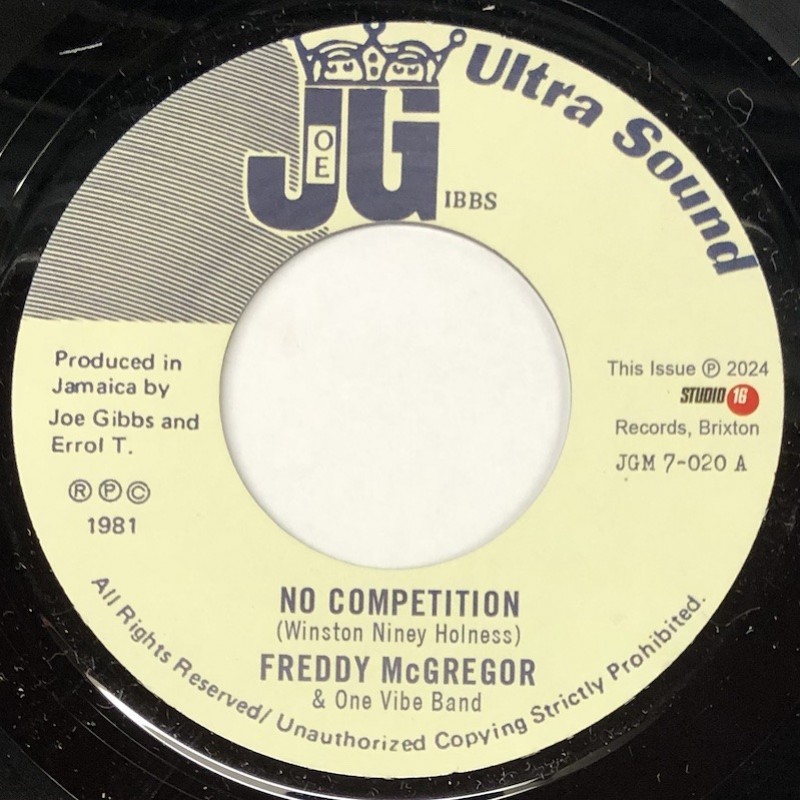 JOE GIBBS
Ultra Sound
Produced in
Jamaica by
Joe Gibbs and
Errol T.
Ⓡ Ⓟ Ⓒ
1981
This Issue Ⓟ 2024
STUDIO 16
Records, Brixton
JGM 7-020 A
NO COMPETITION
(Winston Niney Holness)
FREDDY McGREGOR
& One Vibe Band
All Rights Reserved/ Unauthorized Copying Strictly Prohibited.